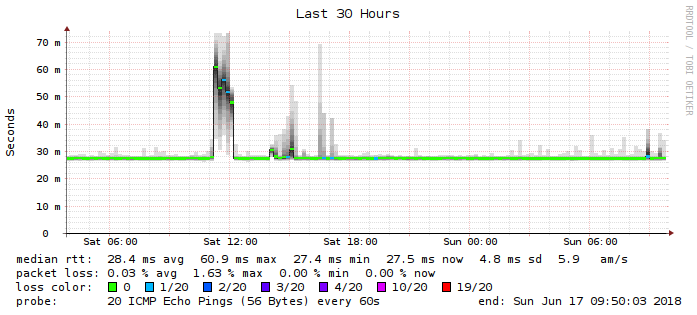 Last 30 Hours
RRDTOOL / TOBI OETIKER
Seconds
70 m
60 m
50 m
40 m
30 m
20 m
10 m
0
Sat 06:00 Sat 12:00 Sat 18:00 Sun 00:00 Sun 06:00
median rtt: 28.4 ms avg 60.9 ms max 27.4 ms min 27.5 ms now 4.8 ms sd 5.9 am/s
packet loss: 0.03 % avg 1.63 % max 0.00 % min 0.00 % now
loss color: 0 1/20 2/20 3/20 4/20 10/20 19/20
probe: 20 ICMP Echo Pings (56 Bytes) every 60s end: Sun Jun 17 09:50:03 2018